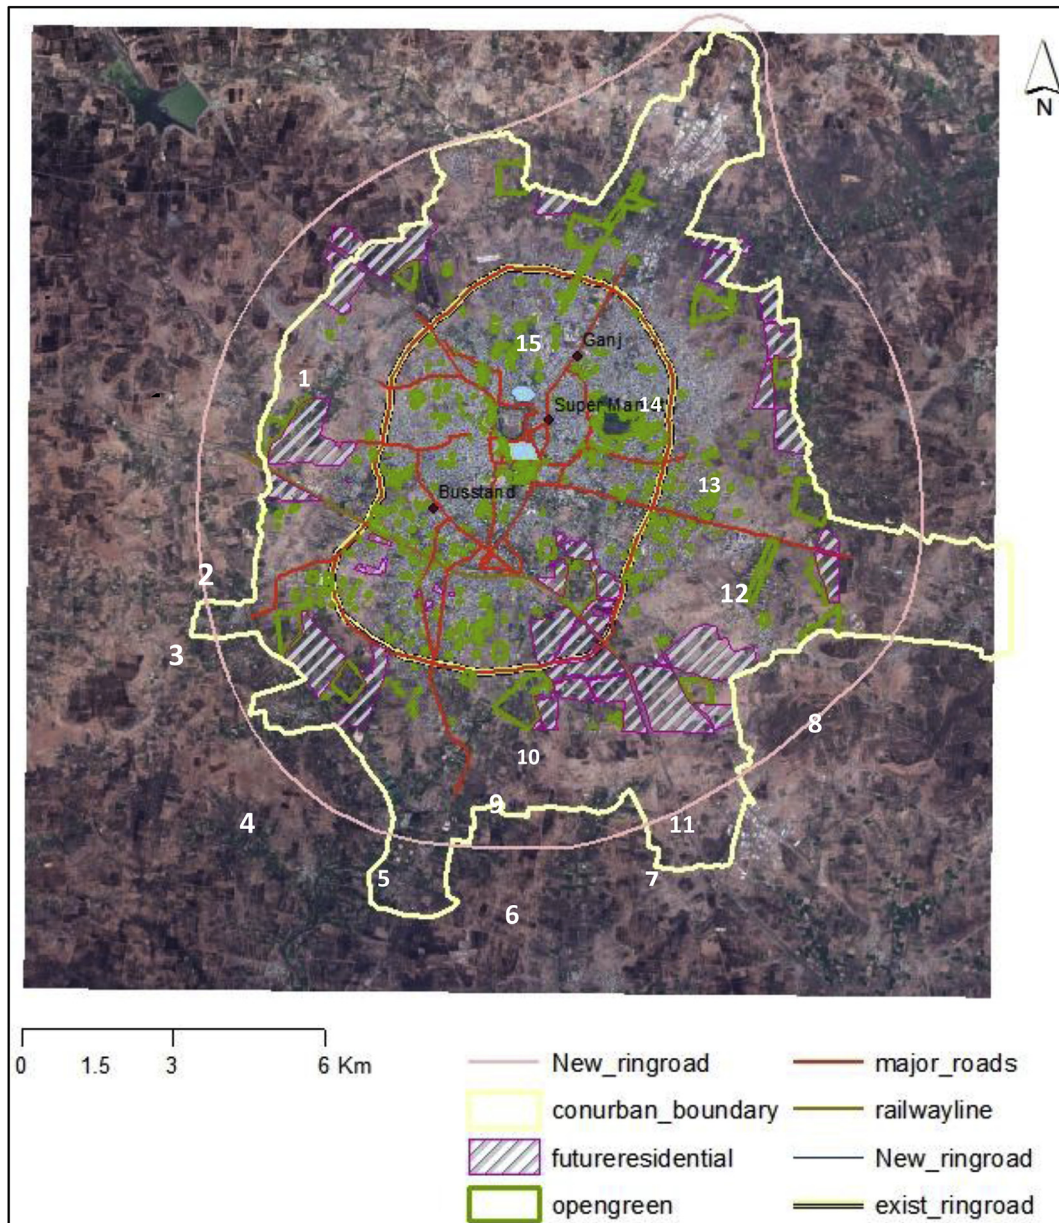 N
15
Ganj
1
Super Mar
14
13
Busstand
2
12
3
8
10
9
4
11
5
7
6
0 1.5 3 6 Km
New_ringroad
major_roads
conurban_boundary
railwayline
futureresidential
New_ringroad
opengreen
exist_ringroad